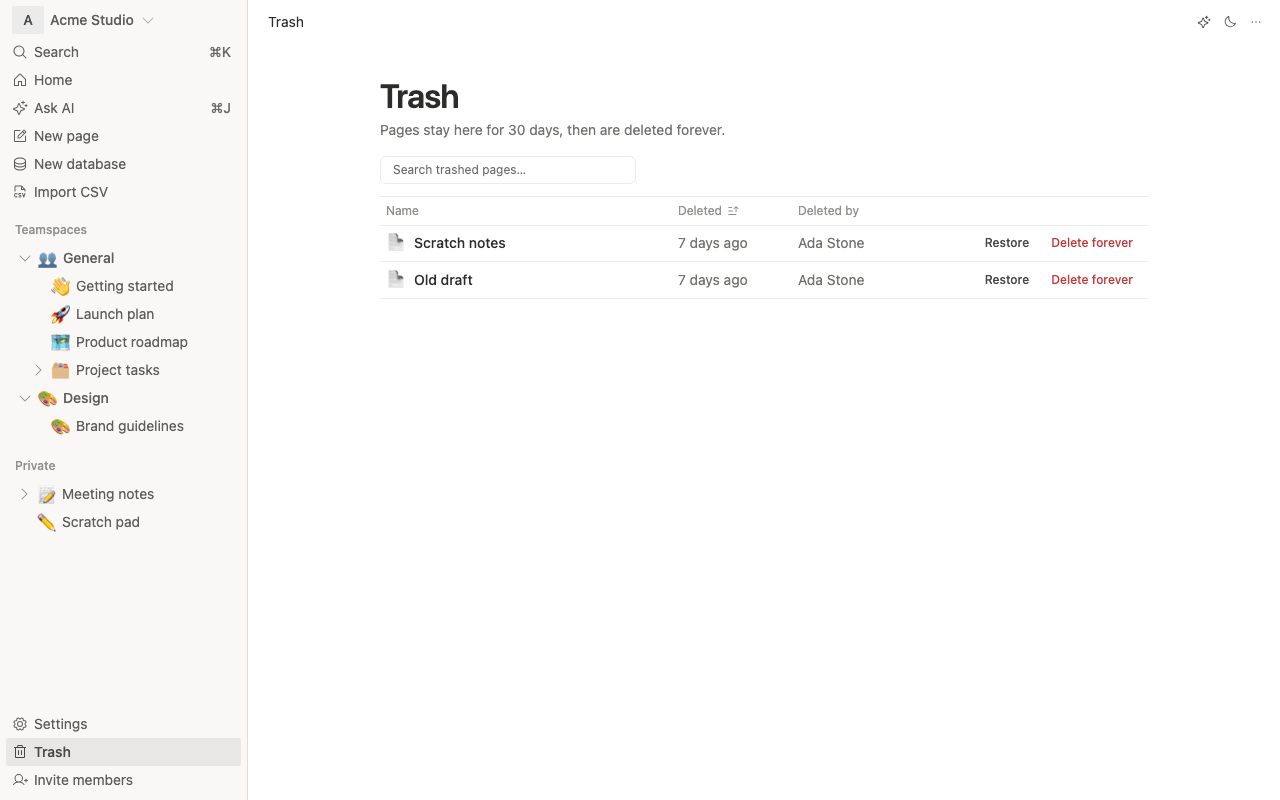 A Acme Studio
Search ⌘K
Home
Ask AI ⌘J
New page
New database
Import CSV
Teamspaces
General
Getting started
Launch plan
Product roadmap
Project tasks
Design
Brand guidelines
Private
Meeting notes
Scratch pad
Settings
Trash
Invite members
Trash
Trash
Pages stay here for 30 days, then are deleted forever.
Search trashed pages...
Name Deleted Deleted by
Scratch notes 7 days ago Ada Stone Restore Delete forever
Old draft 7 days ago Ada Stone Restore Delete forever